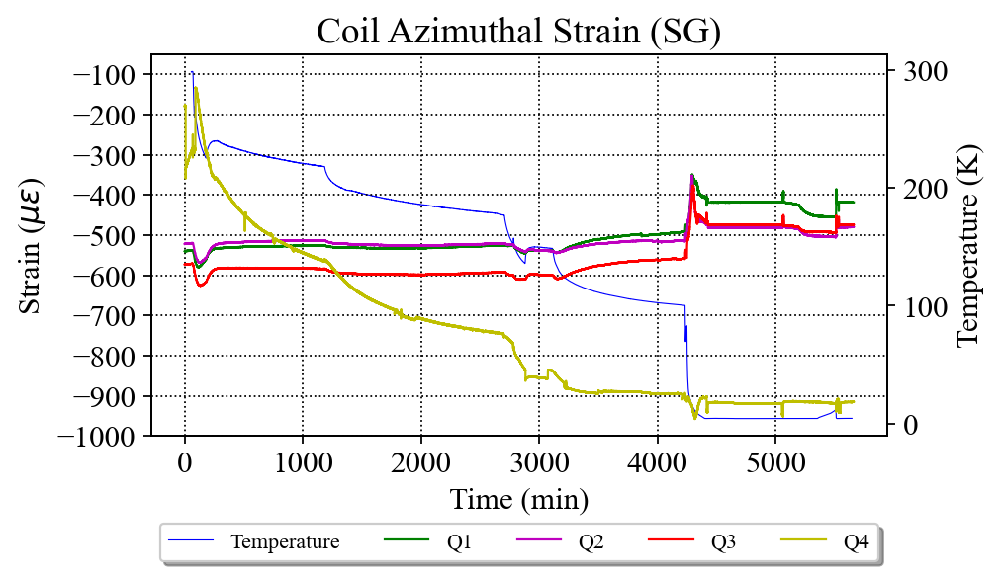 Coil Azimuthal Strain (SG)
−100
−200
−300
−400
−500
−600
−700
−800
−900
−1000
Strain (με)
300
200
100
0
Temperature (K)
0 1000 2000 3000 4000 5000
Time (min)
Temperature Q1 Q2 Q3 Q4